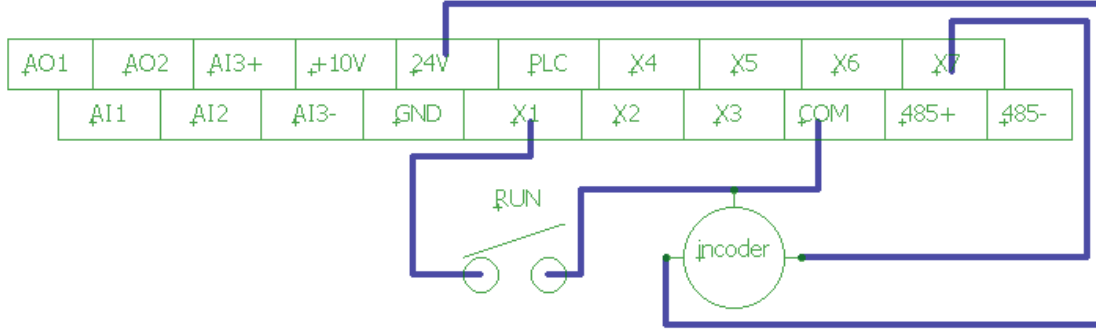 AO1 AO2 AI3+ +10V 24V PLC X4 X5 X6 X7
AI1 AI2 AI3- GND X1 X2 X3 COM 485+ 485-
RUN
incoder